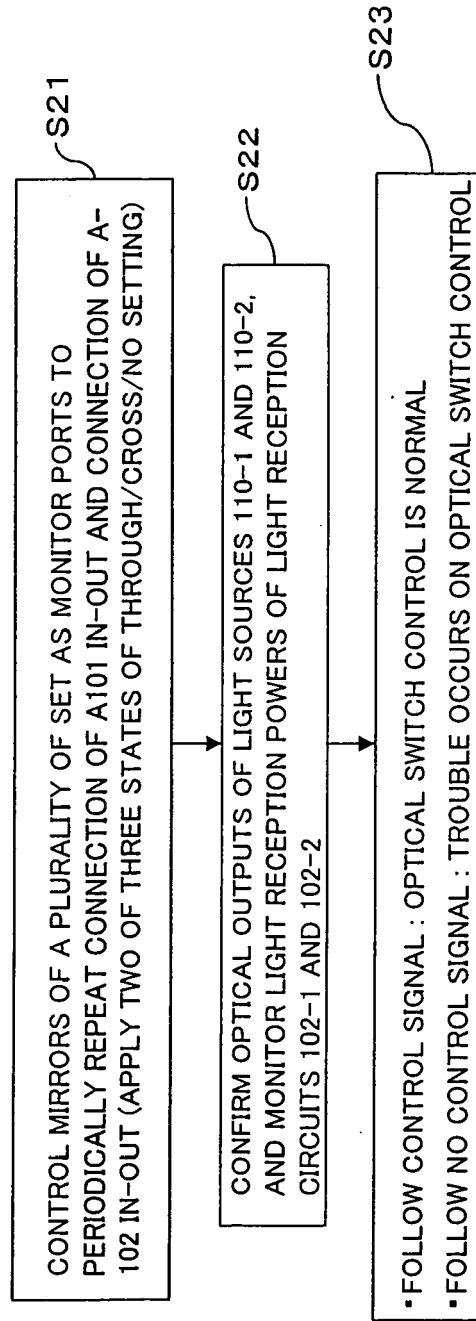 S21
CONTROL MIRRORS OF A PLURALITY OF SET AS MONITOR PORTS TO
PERIODICALLY REPEAT CONNECTION OF A101 IN-OUT AND CONNECTION OF A-
102 IN-OUT (APPLY TWO OF THREE STATES OF THROUGH/CROSS/NO SETTING)
S22
CONFIRM OPTICAL OUTPUTS OF LIGHT SOURCES 110-1 AND 110-2,
AND MONITOR LIGHT RECEPTION POWERS OF LIGHT RECEPTION
CIRCUITS 102-1 AND 102-2
S23
• FOLLOW CONTROL SIGNAL : OPTICAL SWITCH CONTROL IS NORMAL
• FOLLOW NO CONTROL SIGNAL : TROUBLE OCCURS ON OPTICAL SWITCH CONTROL